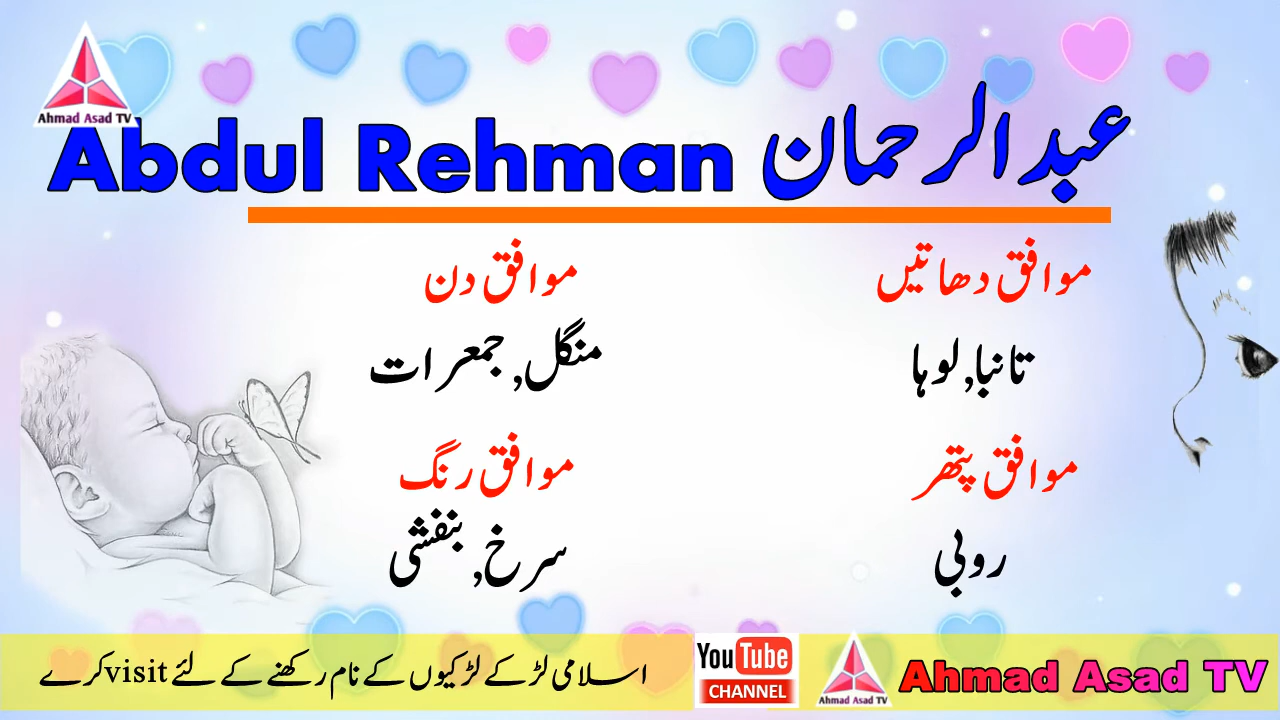 Ahmad Asad TV
Abdul Rehman عبدالرحمان
موافق دھاتیں
موافق دن
تانبا, لوہا
منگل, جمعرات
موافق پتھر
موافق رنگ
روبی
سرخ, بنفشی
اسلامی لڑکے لڑکیوں کے نام رکھنے کے لئے visit کرے
YouTube
CHANNEL
Ahmad Asad TV
Ahmad Asad TV